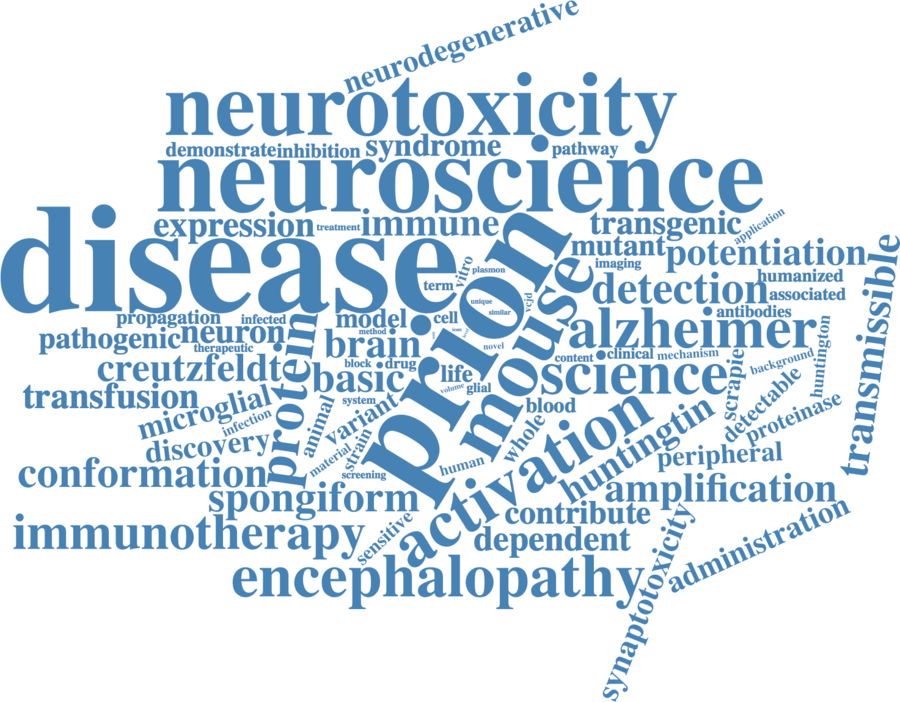 neurodegenerative
neurotoxicity
demonstrate
inhibition
syndrome
pathway
neuroscience
expression
treatment
immune
transgenic
application
disease
vitro
plasmon
term
unique
similar
vcjd
prion
mouse
mutant
imaging
potentiation
detection
humanized
associated
antibodies
transmissible
propagation
infected
model
cell
method
novel
pathogenic
neuron
therapeutic
brain
alzheimer
content
clinical
mechanism
background
huntington
creutzfeldt
protein
block
drug
basic
life
volume
glial
science
scrapie
detectable
proteinase
transfusion
microglial
infection
animal
system
variant
blood
whole
activation
huntingtin
discovery
material
strain
screening
human
peripheral
conformation
spongiform
amplification
contribute
immunotherapy
sensitive
dependent
administration
encephalopathy
synaptotoxicity